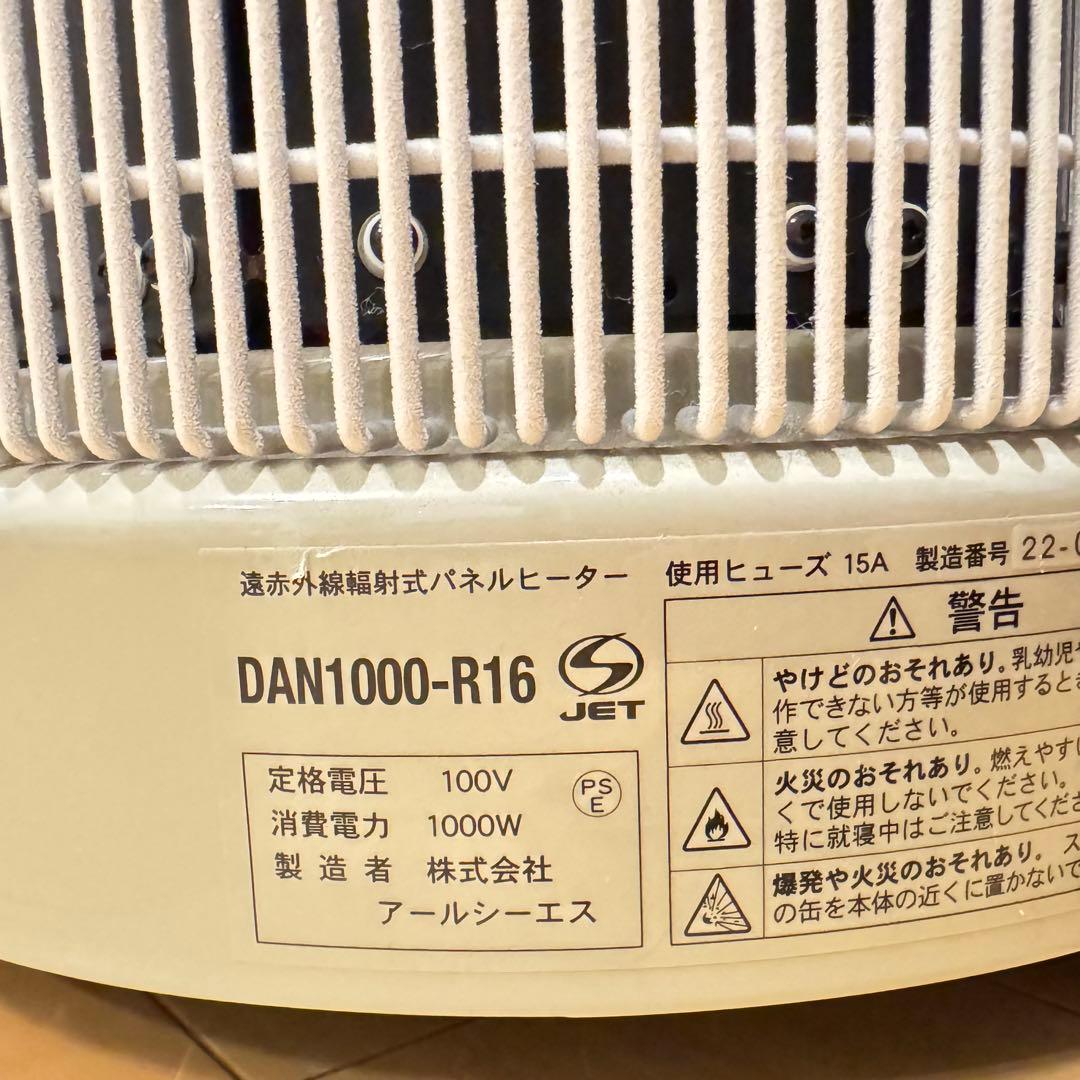 遠赤外線輻射式パネルヒーター
DAN1000-R16
JET
定格電圧 100V
PS
E
消費電力 1000W
製造者 株式会社
アールシーエス
使用ヒューズ 15A 製造番号 22-
警告
やけどのおそれあり。乳幼児
作できない方等が使用するとき
意してください。
火災のおそれあり。燃えやす
くで使用しないでください。
特に就寝中はご注意してくださ
爆発や火災のおそれあり。ス
の缶を本体の近くに置かないで